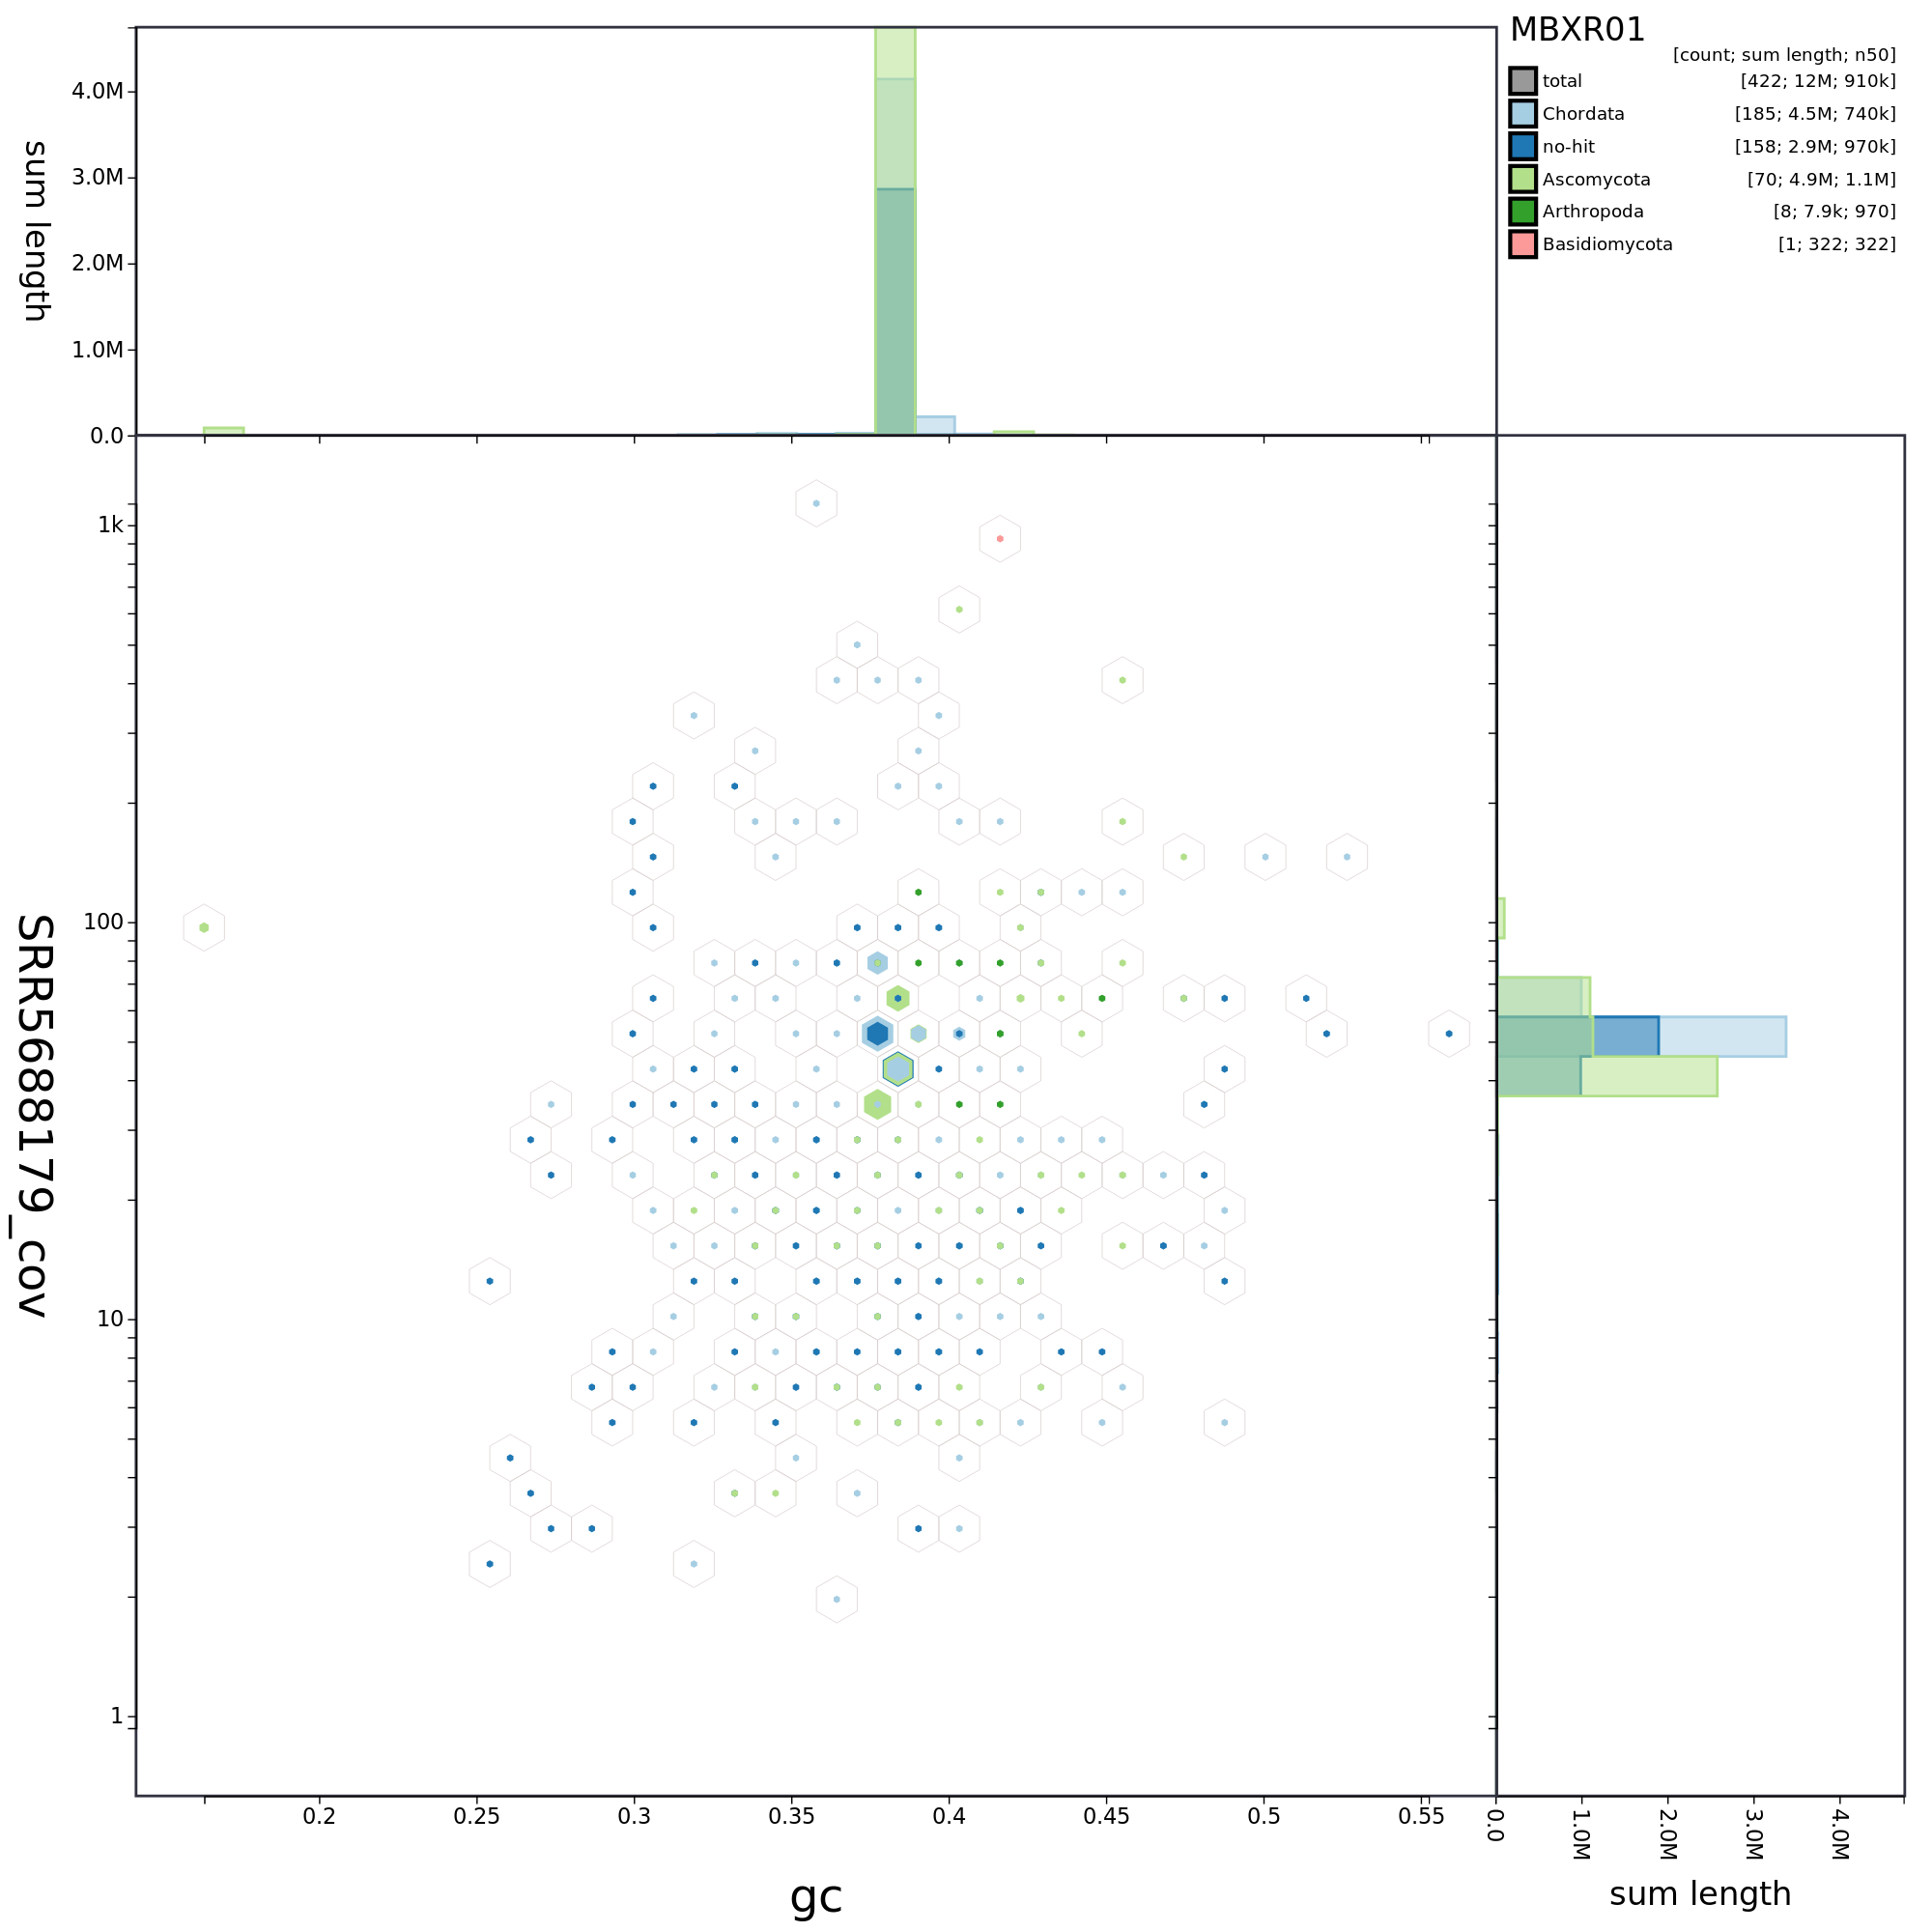 MBXR01
[count; sum length; n50]
total [422; 12M; 910k]
Chordata [185; 4.5M; 740k]
no-hit [158; 2.9M; 970k]
Ascomycota [70; 4.9M; 1.1M]
Arthropoda [8; 7.9k; 970]
Basidiomycota [1; 322; 322]
sum length
4.0M
3.0M
2.0M
1.0M
0.0
SRR5688179_cov
1k
100
10
1
0.2 0.25 0.3 0.35 0.4 0.45 0.5 0.55
gc
0.0 1.0M 2.0M 3.0M 4.0M
sum length